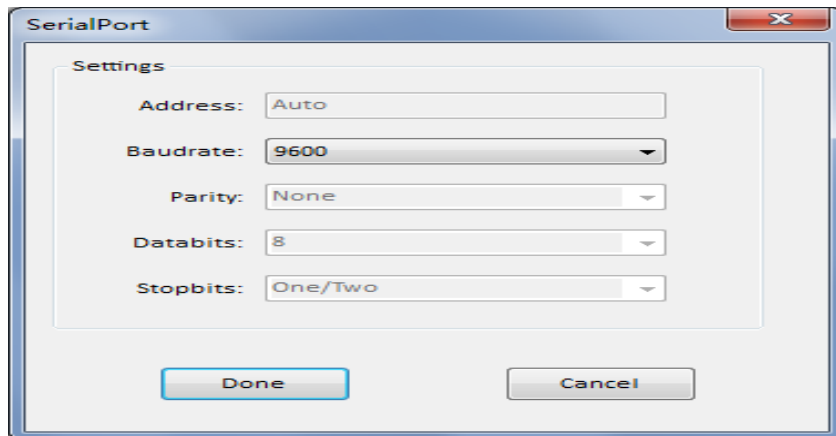 SerialPort
Settings
Address: Auto
Baudrate: 9600
Parity: None
Databits: 8
Stopbits: One/Two
Done Cancel